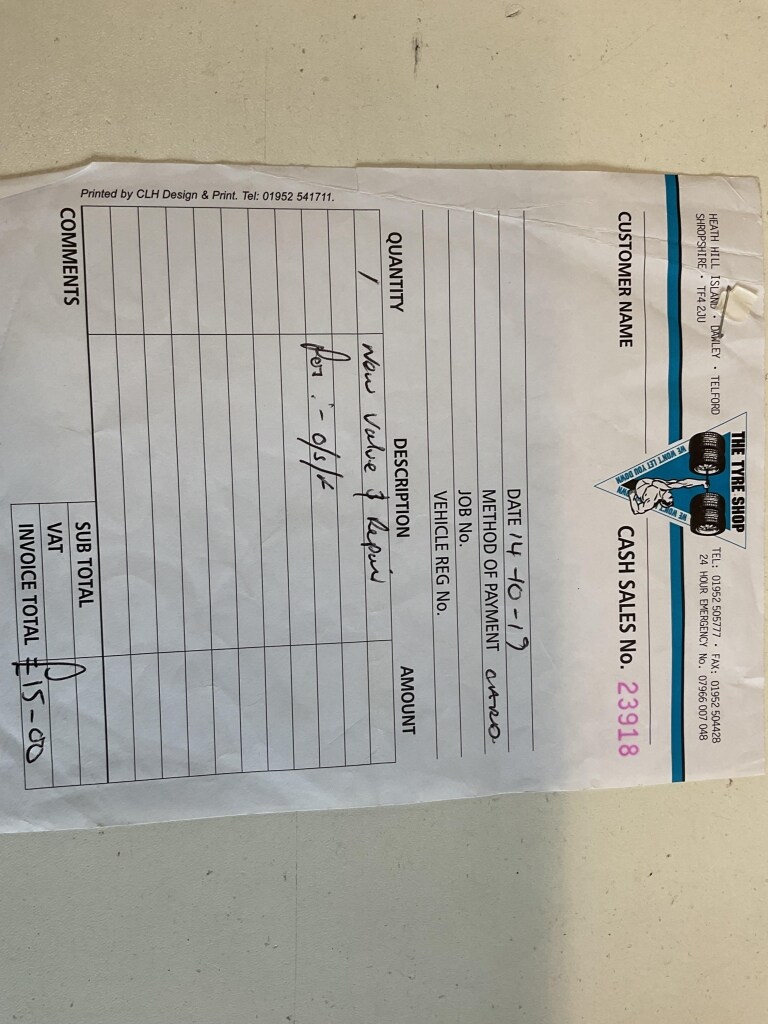 THE TYRE SHOP
WE WON'T LET YOU DOWN
HEATH HILL ISLAND • DAWLEY • TELFORD
SHROPSHIRE • TF4 2JU
TEL: 01952 505777 • FAX: 01952 504428
24 HOUR EMERGENCY No. 07966 007 048
CUSTOMER NAME
CASH SALES No. 23918
DATE 14-10-19
METHOD OF PAYMENT CARD
JOB No.
VEHICLE REG No.
QUANTITY DESCRIPTION AMOUNT
1 New Valve & Repair
for :- o/s/R
SUB TOTAL
VAT
INVOICE TOTAL £15-00
COMMENTS
Printed by CLH Design & Print. Tel: 01952 541711.